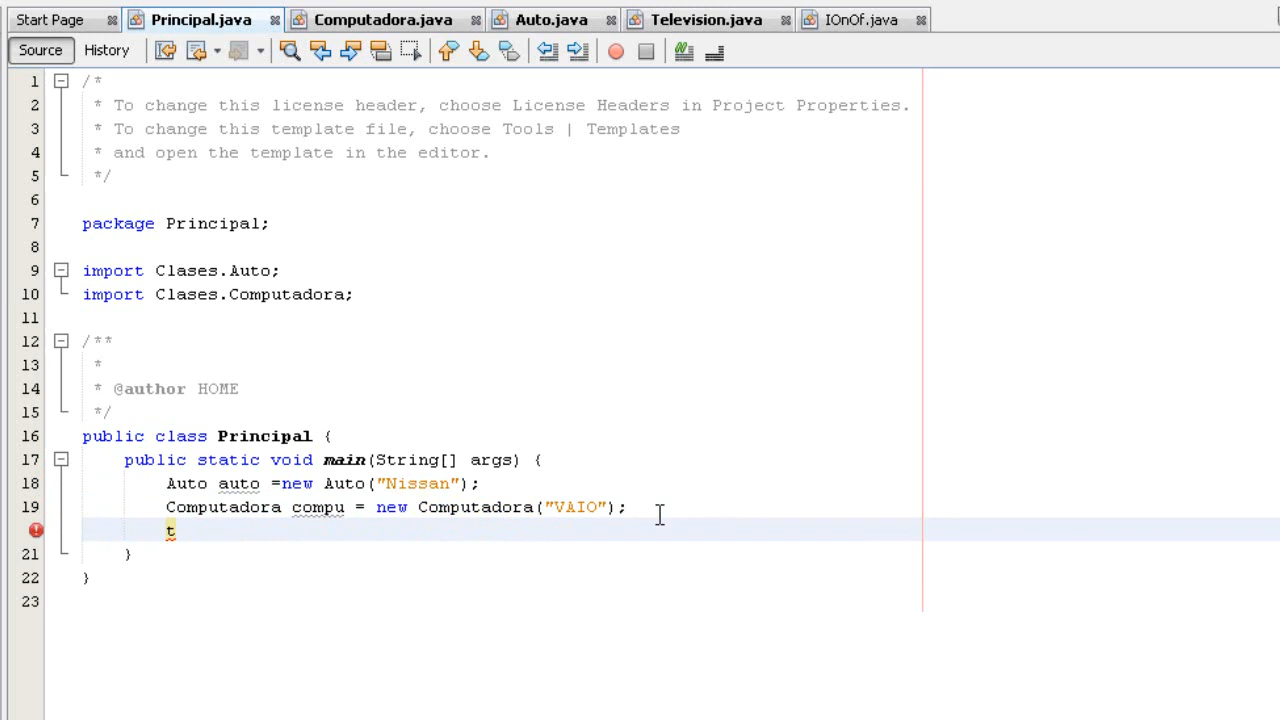 Start Page Principal.java Computadora.java Auto.java Television.java IOnOf.java
Source History
1 /*
2 * To change this license header, choose License Headers in Project Properties.
3 * To change this template file, choose Tools | Templates
4 * and open the template in the editor.
5 */
6
7 package Principal;
8
9 import Clases.Auto;
10 import Clases.Computadora;
11
12 /**
13 *
14 * @author HOME
15 */
16 public class Principal {
17 public static void main(String[] args) {
18 Auto auto =new Auto("Nissan");
19 Computadora compu = new Computadora("VAIO");
t
21 }
22 }
23